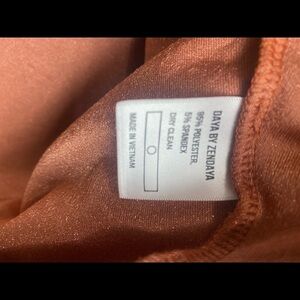 DAYA BY ZENDAYA
95% POLYESTER,
5% SPANDEX
DRY CLEAN
MADE IN VIETNAM